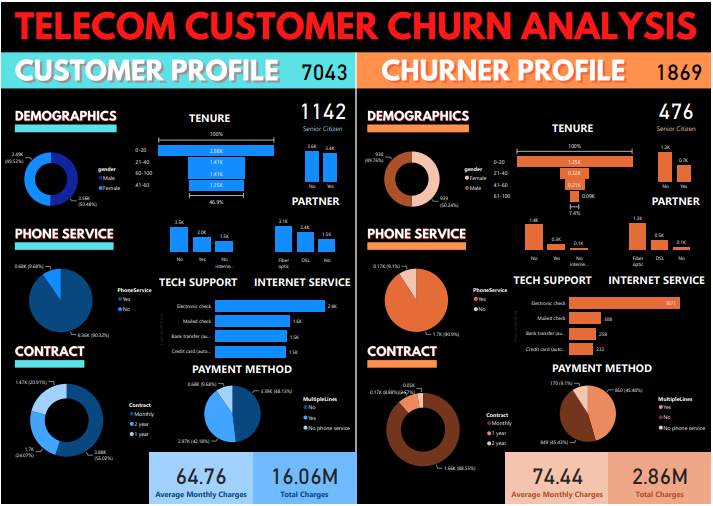 TELECOM CUSTOMER CHURN ANALYSIS
CUSTOMER PROFILE 7043
DEMOGRAPHICS
TENURE
1142
Senior Citizen
100%
3.49K
(49.52%)
gender
Male
Female
3.56K
(50.48%)
0-20
2.88K
21-40
1.41K
60-100
1.41K
41-60
1.35K
46.9%
3.6K
3.4K
No
Yes
PARTNER
PHONE SERVICE
3.5K
2.0K
1.5K
No
Yes
No
interne...
3.1K
2.4K
1.5K
Fiber
optic
DSL
No
TECH SUPPORT
INTERNET SERVICE
0.68K (9.68%)
PhoneService
Yes
No
6.36K (90.32%)
Electronic check
2.4K
Mailed check
1.6K
Bank transfer (au...
1.5K
Credit card (auto...
1.5K
CONTRACT
PAYMENT METHOD
1.47K (20.91%)
Contract
Monthly
2 year
1 year
1.7K
(24.07%)
3.88K
(55.02%)
0.68K (9.68%)
3.39K (48.13%)
2.97K (42.18%)
MultipleLines
No
Yes
No phone service
64.76
Average Monthly Charges
16.06M
Total Charges
CHURNER PROFILE 1869
DEMOGRAPHICS
TENURE
476
Senior Citizen
100%
930
(49.76%)
gender
Female
Male
939
(50.24%)
0-20
1.25K
21-40
0.32K
41-60
0.21K
61-100
0.09K
7.4%
1.2K
0.7K
No
Yes
PARTNER
PHONE SERVICE
1.4K
0.3K
0.1K
No
Yes
No
interne...
1.3K
0.5K
0.1K
Fiber
optic
DSL
No
TECH SUPPORT
INTERNET SERVICE
0.17K (9.1%)
PhoneService
Yes
No
1.7K (90.9%)
Electronic check
1071
Mailed check
308
Bank transfer (au...
258
Credit card (auto...
232
CONTRACT
PAYMENT METHOD
0.05K
0.17K (8.88%)
Contract
Monthly
1 year
2 year
1.66K (88.55%)
170 (9.1%)
850 (45.48%)
849 (45.43%)
MultipleLines
Yes
No
No phone service
74.44
Average Monthly Charges
2.86M
Total Charges